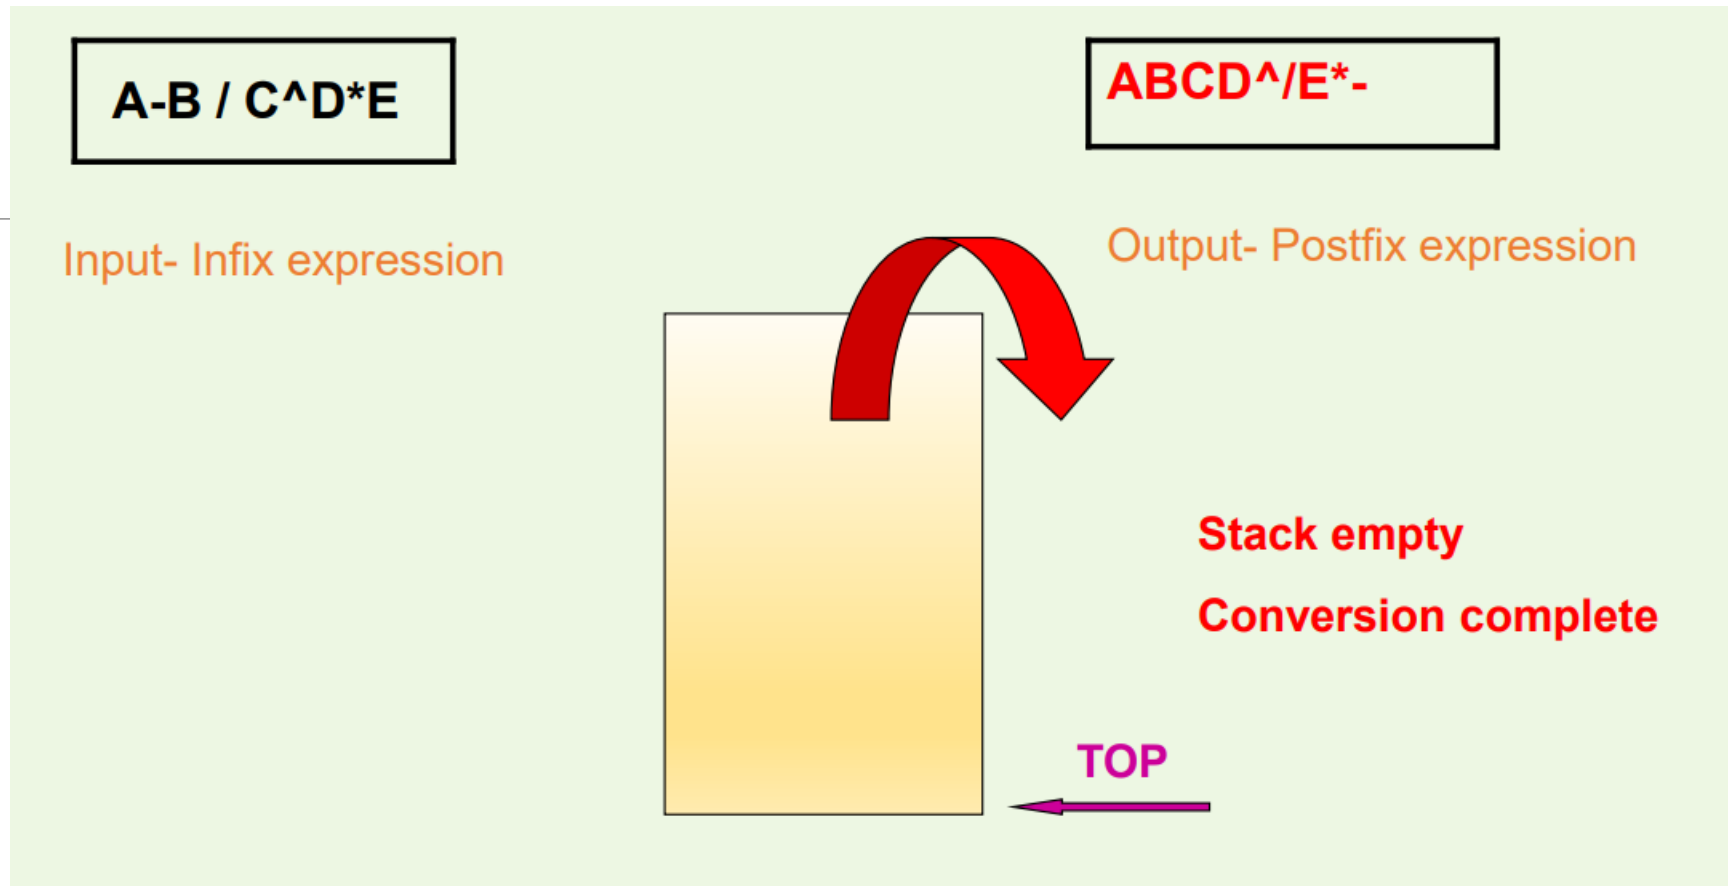 A-B / C^D*E
ABCD^/E*-
Input- Infix expression
Output- Postfix expression
Stack empty
Conversion complete
TOP